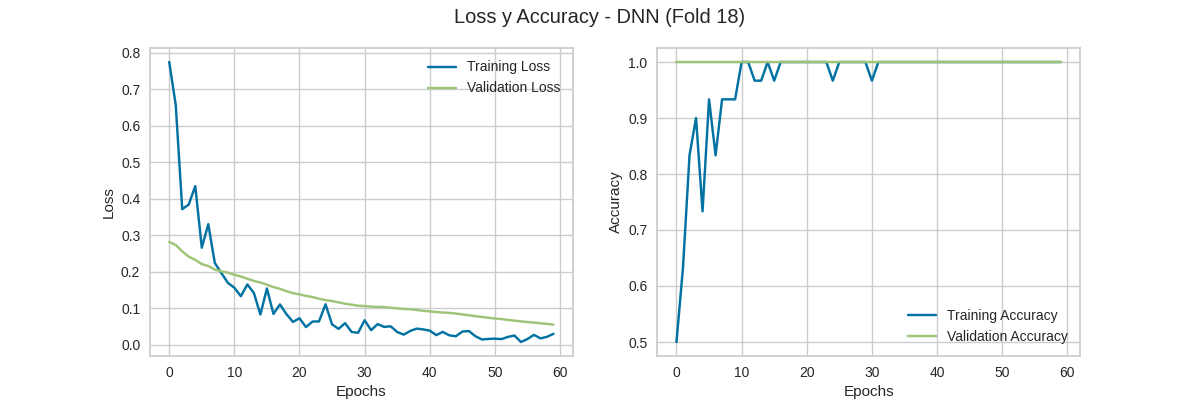 Loss y Accuracy - DNN (Fold 18)
0.8
0.7
0.6
0.5
0.4
0.3
0.2
0.1
0.0
Loss
Training Loss
Validation Loss
0 10 20 30 40 50 60
Epochs
1.0
0.9
0.8
0.7
0.6
0.5
Accuracy
Training Accuracy
Validation Accuracy
0 10 20 30 40 50 60
Epochs